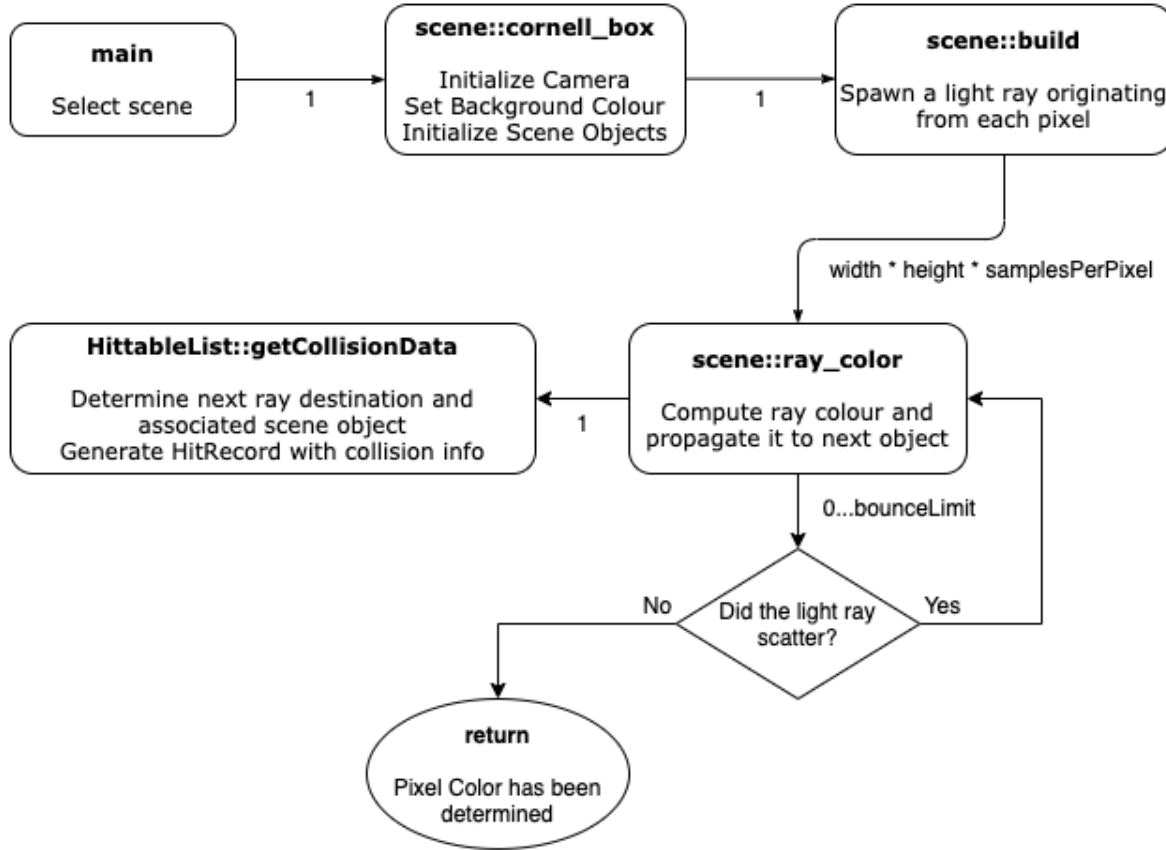 main
Select scene
1
scene::cornell_box
Initialize Camera
Set Background Colour
Initialize Scene Objects
1
scene::build
Spawn a light ray originating
from each pixel
width * height * samplesPerPixel
HittableList::getCollisionData
Determine next ray destination and
associated scene object
Generate HitRecord with collision info
1
scene::ray_color
Compute ray colour and
propagate it to next object
0...bounceLimit
No
Did the light ray
scatter?
Yes
return
Pixel Color has been
determined